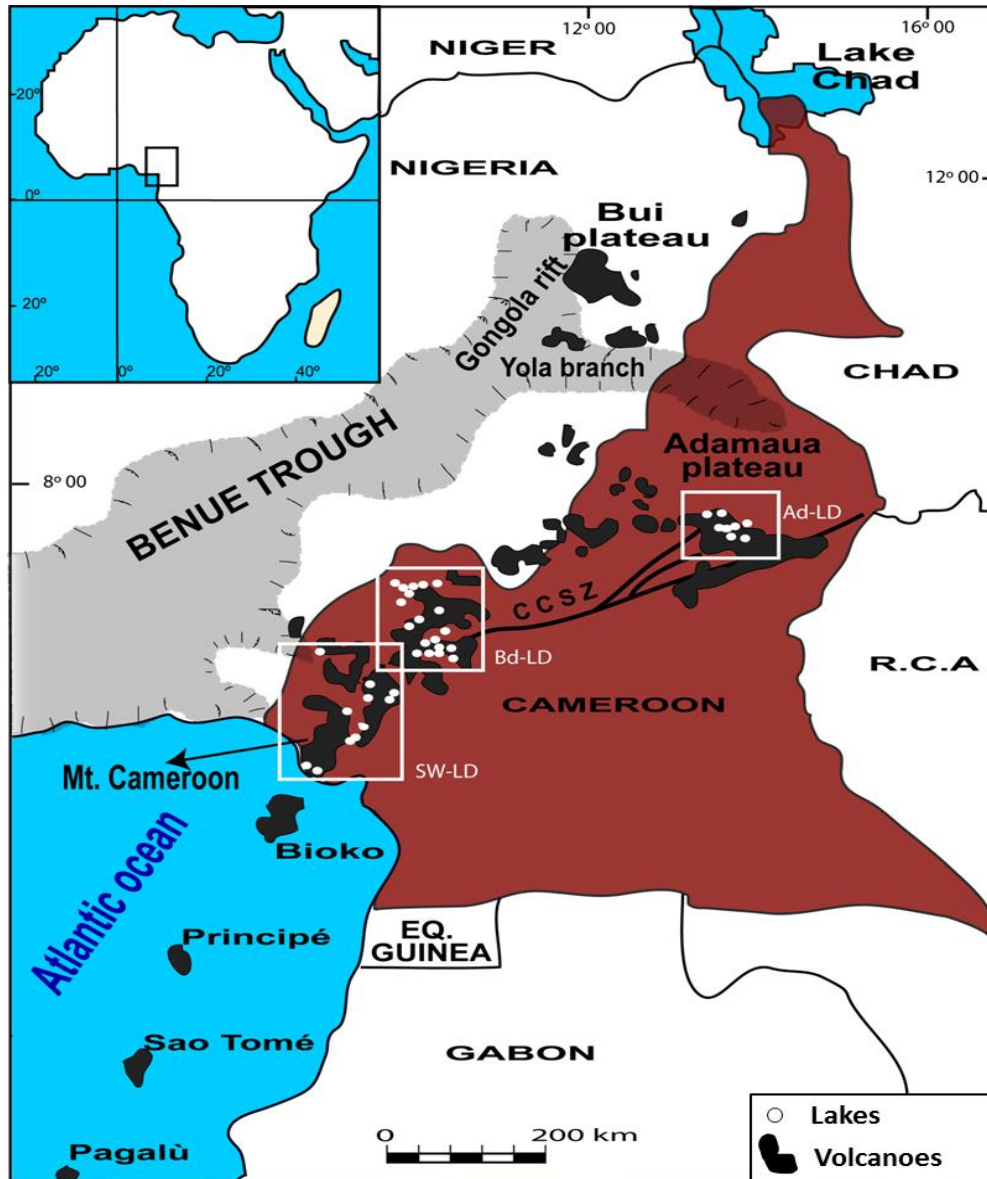 12° 00
16° 00
NIGER
Lake
Chad
20°
0°
20°
20°
0°
20°
40°
NIGERIA
12° 00
Bui
plateau
Gongola rift
Yola branch
CHAD
BENUE TROUGH
8° 00
Adamaua
plateau
Ad-LD
CCSZ
Bd-LD
R.C.A
CAMEROON
SW-LD
Mt. Cameroon
Bioko
Atlantic ocean
EQ.
GUINEA
Principé
Sao Tomé
GABON
Pagalù
0
200 km
Lakes
Volcanoes